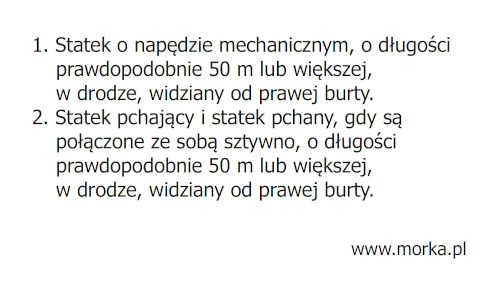 1. Statek o napędzie mechanicznym, o długości
prawdopodobnie 50 m lub większej,
w drodze, widziany od prawej burty.
2. Statek pchający i statek pchany, gdy są
połączone ze sobą sztywno, o długości
prawdopodobnie 50 m lub większej,
w drodze, widziany od prawej burty.
www.morka.pl